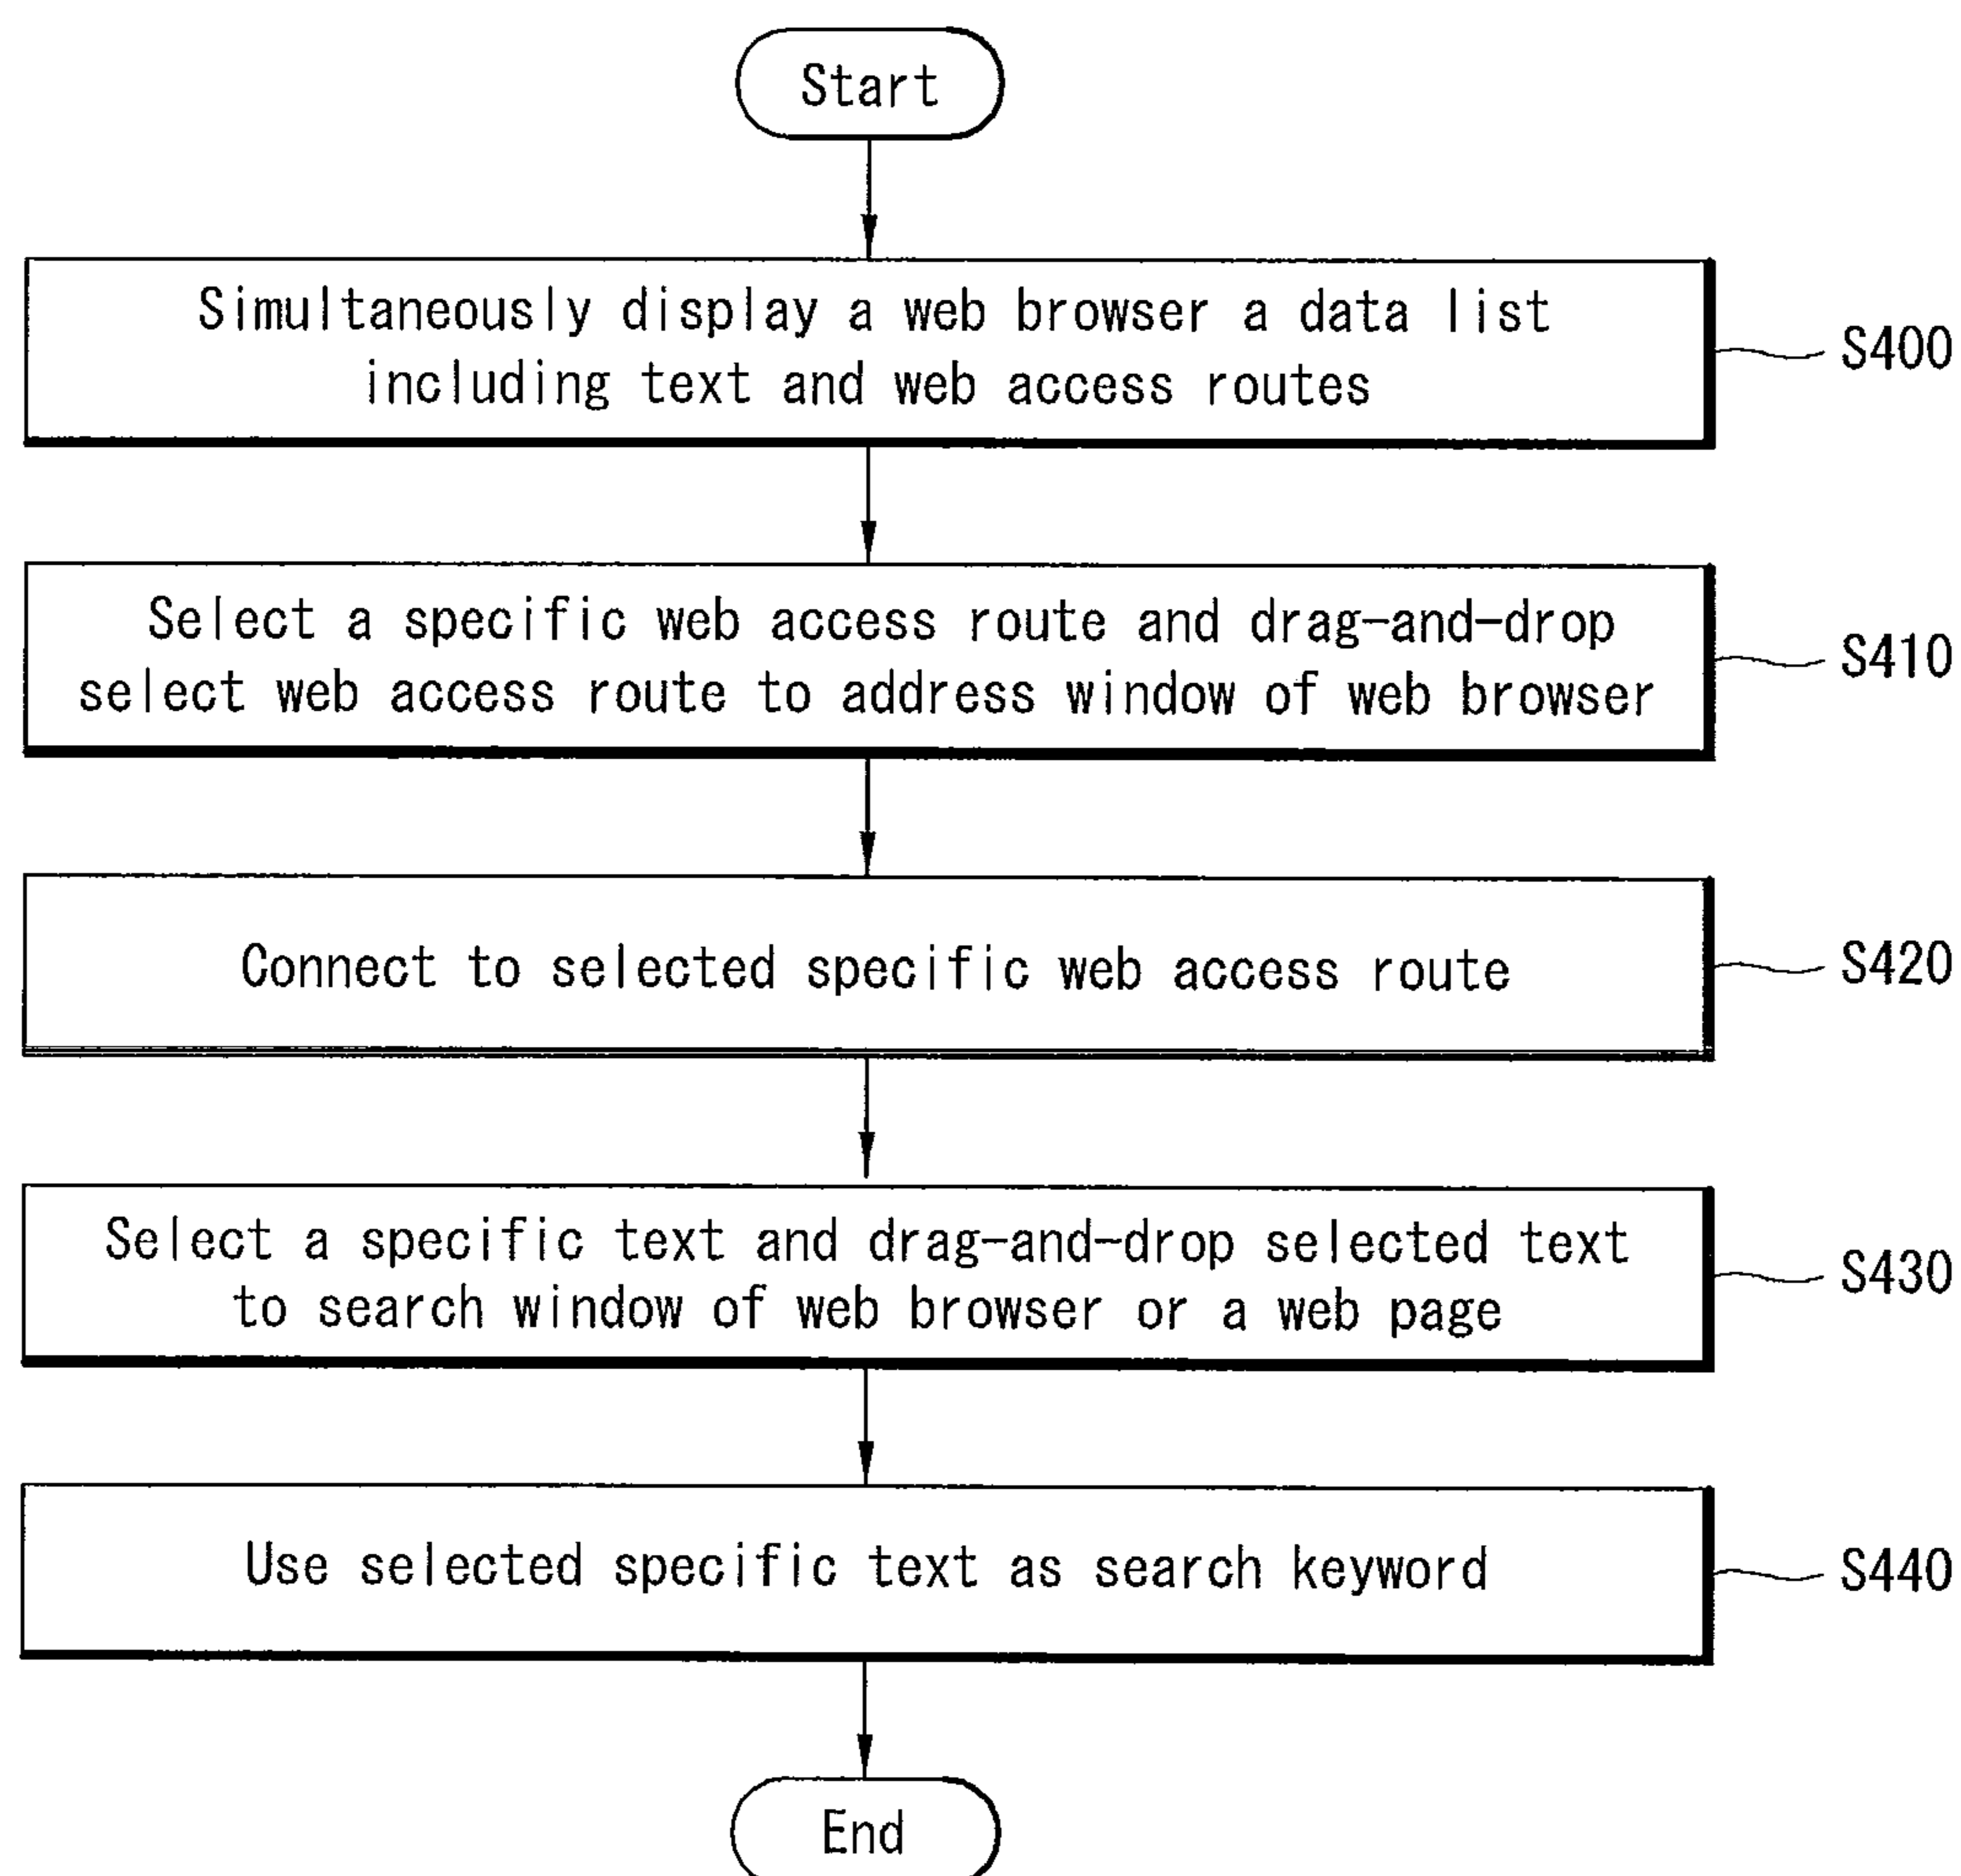 Start
Simultaneously display a web browser a data list
including text and web access routes
S400
Select a specific web access route and drag-and-drop
select web access route to address window of web browser
S410
Connect to selected specific web access route
S420
Select a specific text and drag-and-drop selected text
to search window of web browser or a web page
S430
Use selected specific text as search keyword
S440
End